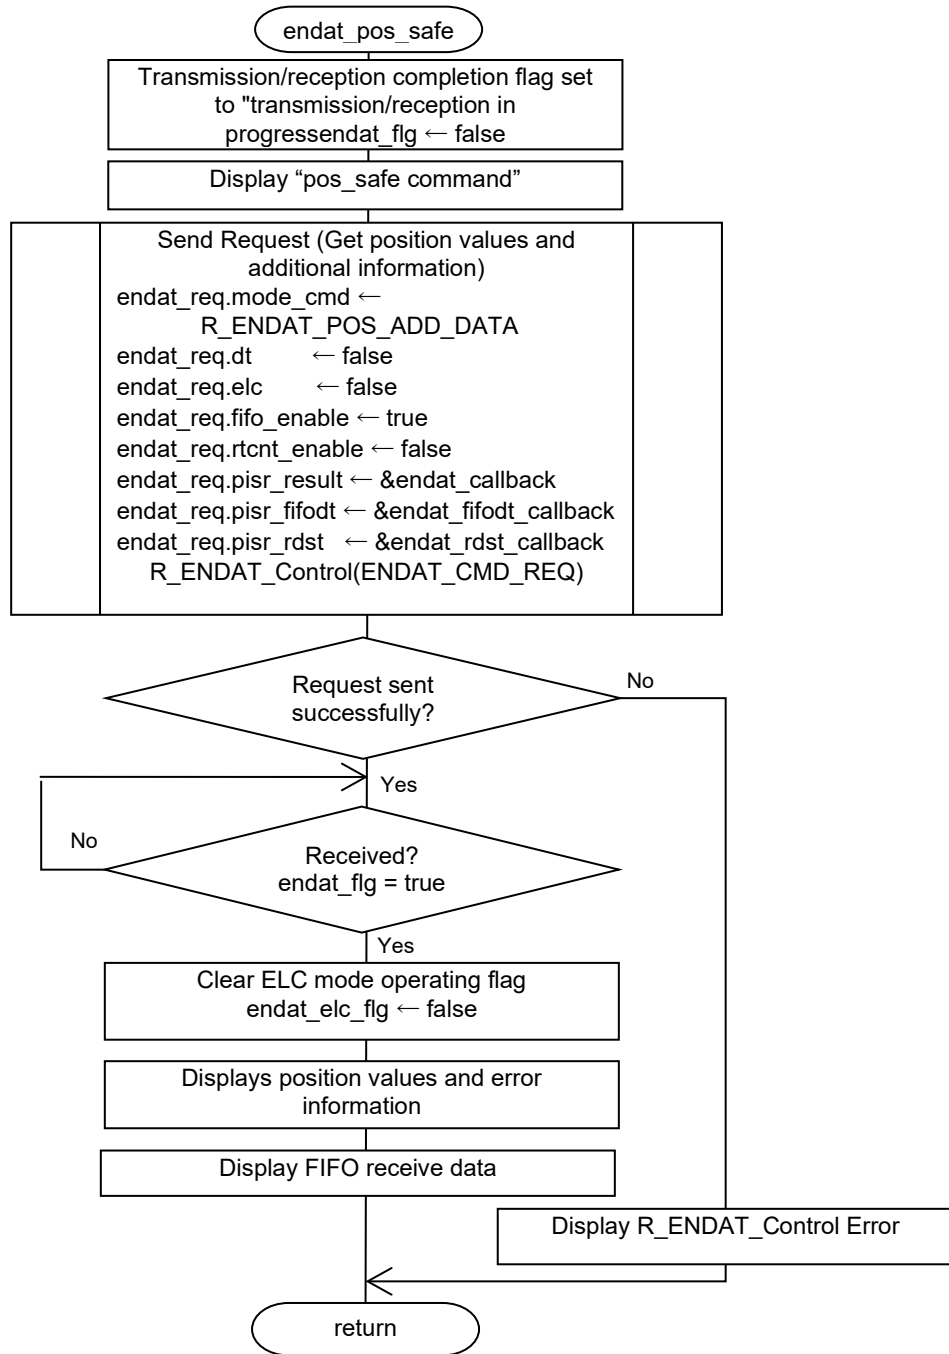 endat_pos_safe
Transmission/reception completion flag set
to "transmission/reception in
progressendat_flg ← false
Display “pos_safe command”
Send Request (Get position values and
additional information)
endat_req.mode_cmd ←
R_ENDAT_POS_ADD_DATA
endat_req.dt ← false
endat_req.elc ← false
endat_req.fifo_enable ← true
endat_req.rtcnt_enable ← false
endat_req.pisr_result ← &endat_callback
endat_req.pisr_fifodt ← &endat_fifodt_callback
endat_req.pisr_rdst ← &endat_rdst_callback
R_ENDAT_Control(ENDAT_CMD_REQ)
Request sent
successfully?
No
Yes
Received?
endat_flg = true
No
Yes
Clear ELC mode operating flag
endat_elc_flg ← false
Displays position values and error
information
Display FIFO receive data
Display R_ENDAT_Control Error
return